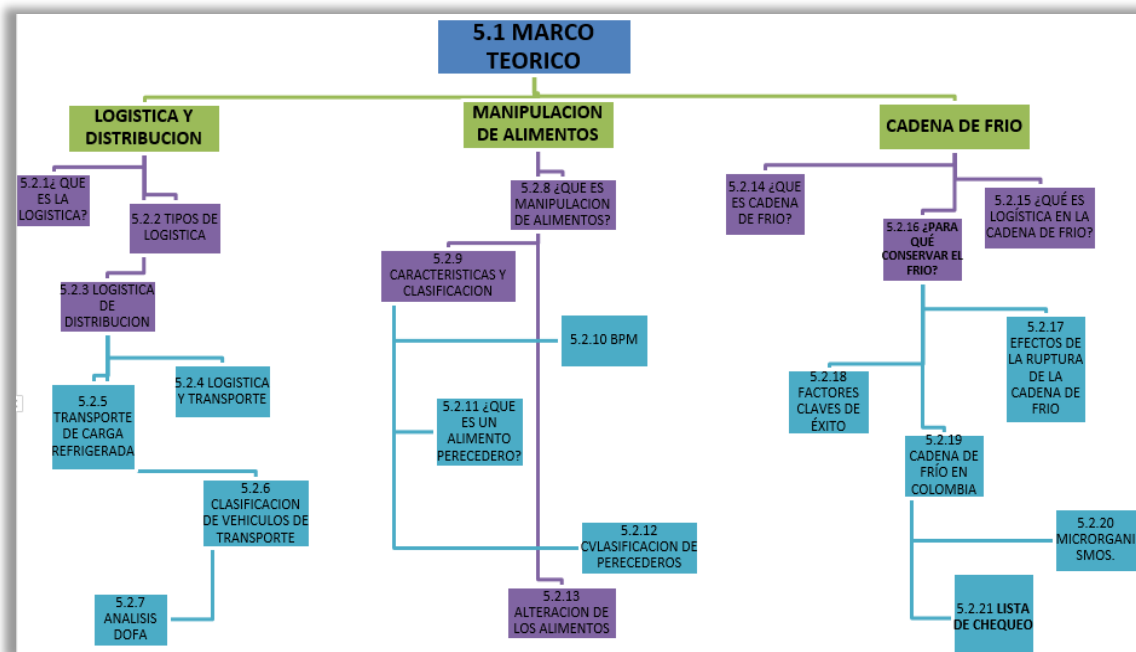 5.1 MARCO
TEORICO
LOGISTICA Y
DISTRIBUCION
5.2.1¿ QUE
ES LA
LOGISTICA?
5.2.2 TIPOS DE
LOGISTICA
5.2.3 LOGISTICA
DE
DISTRIBUCION
5.2.4 LOGISTICA
Y TRANSPORTE
5.2.5
TRANSPORTE
DE CARGA
REFRIGERADA
5.2.6
CLASIFICACION
DE VEHICULOS DE
TRANSPORTE
5.2.7
ANALISIS
DOFA
MANIPULACION
DE ALIMENTOS
5.2.8 ¿QUE ES
MANIPULACION
DE ALIMENTOS?
5.2.9
CARACTERISTICAS Y
CLASIFICACION
5.2.10 BPM
5.2.11 ¿QUE
ES UN
ALIMENTO
PERECEDERO?
5.2.12
CVLASIFICACION DE
PERECEDEROS
5.2.13
ALTERACION DE
LOS ALIMENTOS
CADENA DE FRIO
5.2.14 ¿QUE
ES CADENA
DE FRIO?
5.2.15 ¿QUÉ ES
LOGÍSTICA EN LA
CADENA DE FRIO?
5.2.16 ¿PARA
QUÉ
CONSERVAR EL
FRIO?
5.2.17
EFECTOS DE
LA RUPTURA
DE LA
CADENA DE
FRIO
5.2.18
FACTORES
CLAVES DE
ÉXITO
5.2.19
CADENA DE
FRÍO EN
COLOMBIA
5.2.20
MICRORGANI
SMOS.
5.2.21 LISTA
DE CHEQUEO